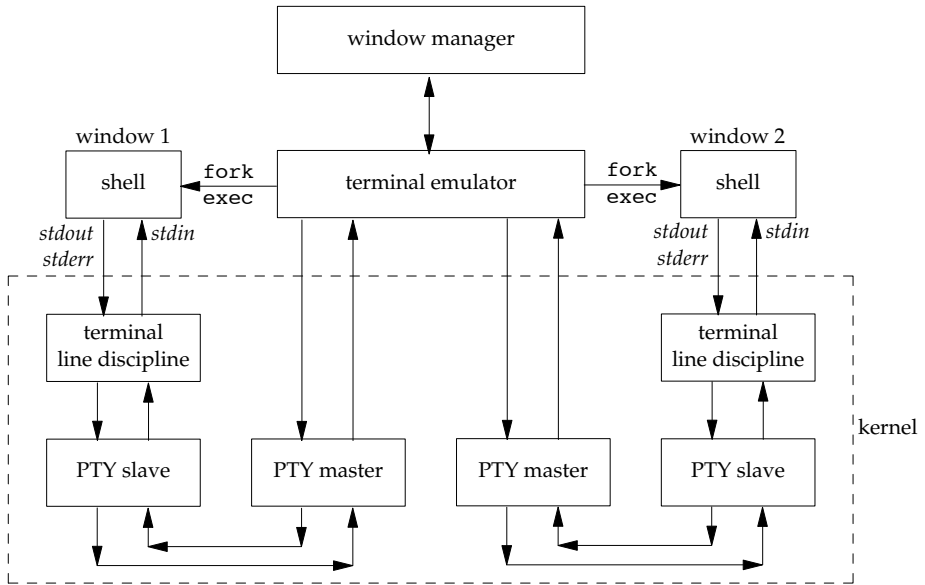 window manager
window 1
window 2
shell
fork
exec
terminal emulator
fork
exec
shell
stdout
stderr
stdin
stdout
stderr
stdin
terminal
line discipline
terminal
line discipline
kernel
PTY slave
PTY master
PTY master
PTY slave